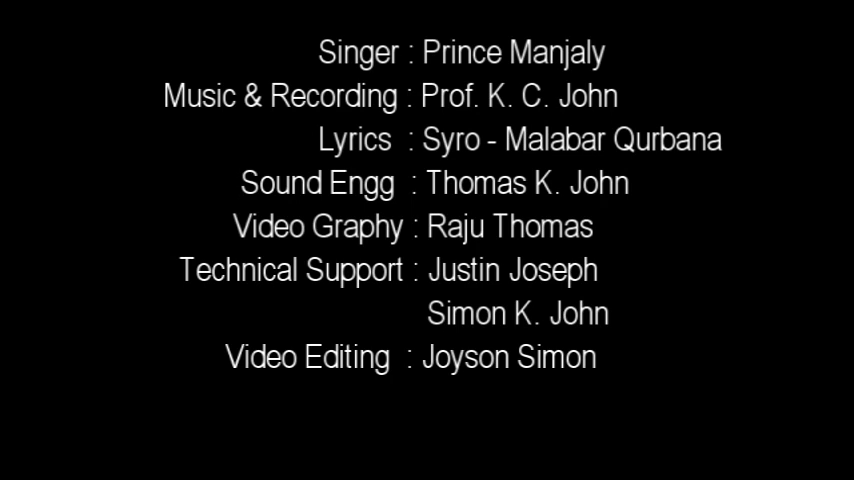 Singer : Prince Manjaly
Music & Recording : Prof. K. C. John
Lyrics : Syro - Malabar Qurbana
Sound Engg : Thomas K. John
Video Graphy : Raju Thomas
Technical Support : Justin Joseph
Simon K. John
Video Editing : Joyson Simon